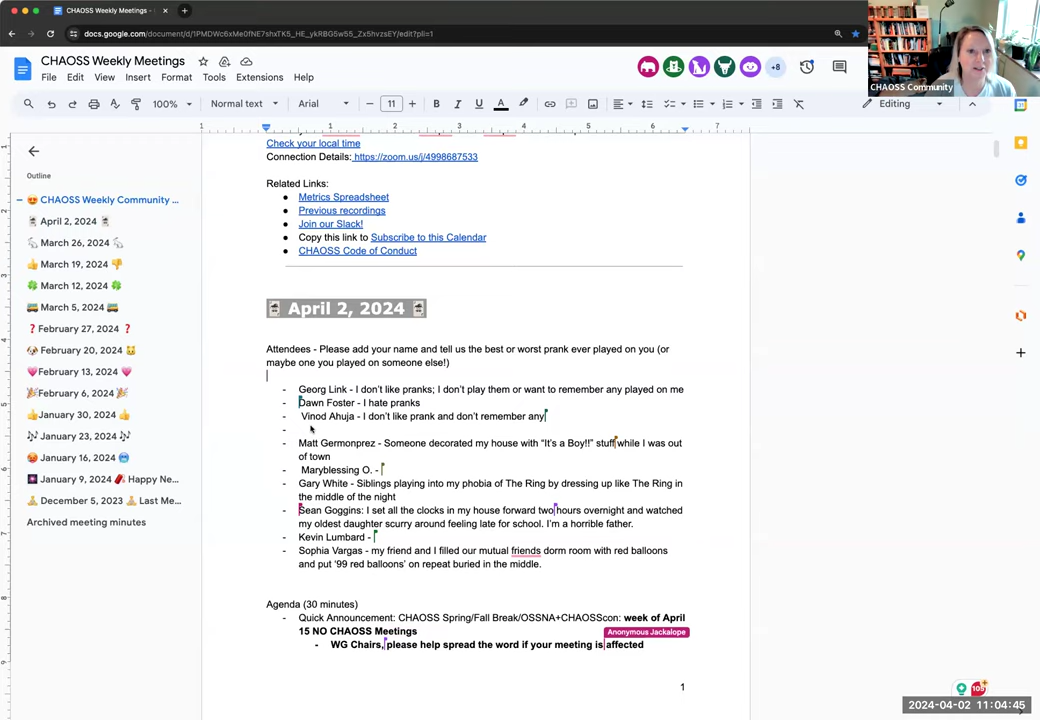 CHAOSS Weekly Meetings -
docs.google.com/document/d/1PMDWc6xMe0fNE7shxTK5_HE_ykRBG5w55_Zx5hvzsEY/edit?pli=1
CHAOSS Weekly Meetings
File Edit View Insert Format Tools Extensions Help
+8
CHAOSS Community
100% Normal text Arial 11 Editing
1 1 2 3 4 5 6 7
Outline
CHAOSS Weekly Community ...
April 2, 2024
March 26, 2024
March 19, 2024
March 12, 2024
March 5, 2024
February 27, 2024
February 20, 2024
February 13, 2024
February 6, 2024
January 30, 2024
January 23, 2024
January 16, 2024
January 9, 2024 Happy Ne...
December 5, 2023 Last Me...
Archived meeting minutes
Check your local time
Connection Details: https://zoom.us/j/4998687533
Related Links:
● Metrics Spreadsheet
● Previous recordings
● Join our Slack!
● Copy this link to Subscribe to this Calendar
● CHAOSS Code of Conduct
April 2, 2024
Attendees - Please add your name and tell us the best or worst prank ever played on you (or
maybe one you played on someone else!)
- Georg Link - I don't like pranks; I don't play them or want to remember any played on me
- Dawn Foster - I hate pranks
- Vinod Ahuja - I don't like prank and don't remember any
-
- Matt Germonprez - Someone decorated my house with "It's a Boy!!" stuff while I was out
of town
- Maryblessing O. -
- Gary White - Siblings playing into my phobia of The Ring by dressing up like The Ring in
the middle of the night
- Sean Goggins: I set all the clocks in my house forward two hours overnight and watched
my oldest daughter scurry around feeling late for school. I'm a horrible father.
- Kevin Lumbard -
- Sophia Vargas - my friend and I filled our mutual friends dorm room with red balloons
and put '99 red balloons' on repeat buried in the middle.
Agenda (30 minutes)
- Quick Announcement: CHAOSS Spring/Fall Break/OSSNA+CHAOSScon: week of April
15 NO CHAOSS Meetings
Anonymous Jackalope
- WG Chairs, please help spread the word if your meeting is affected
1
105
2024-04-02 11:04:45